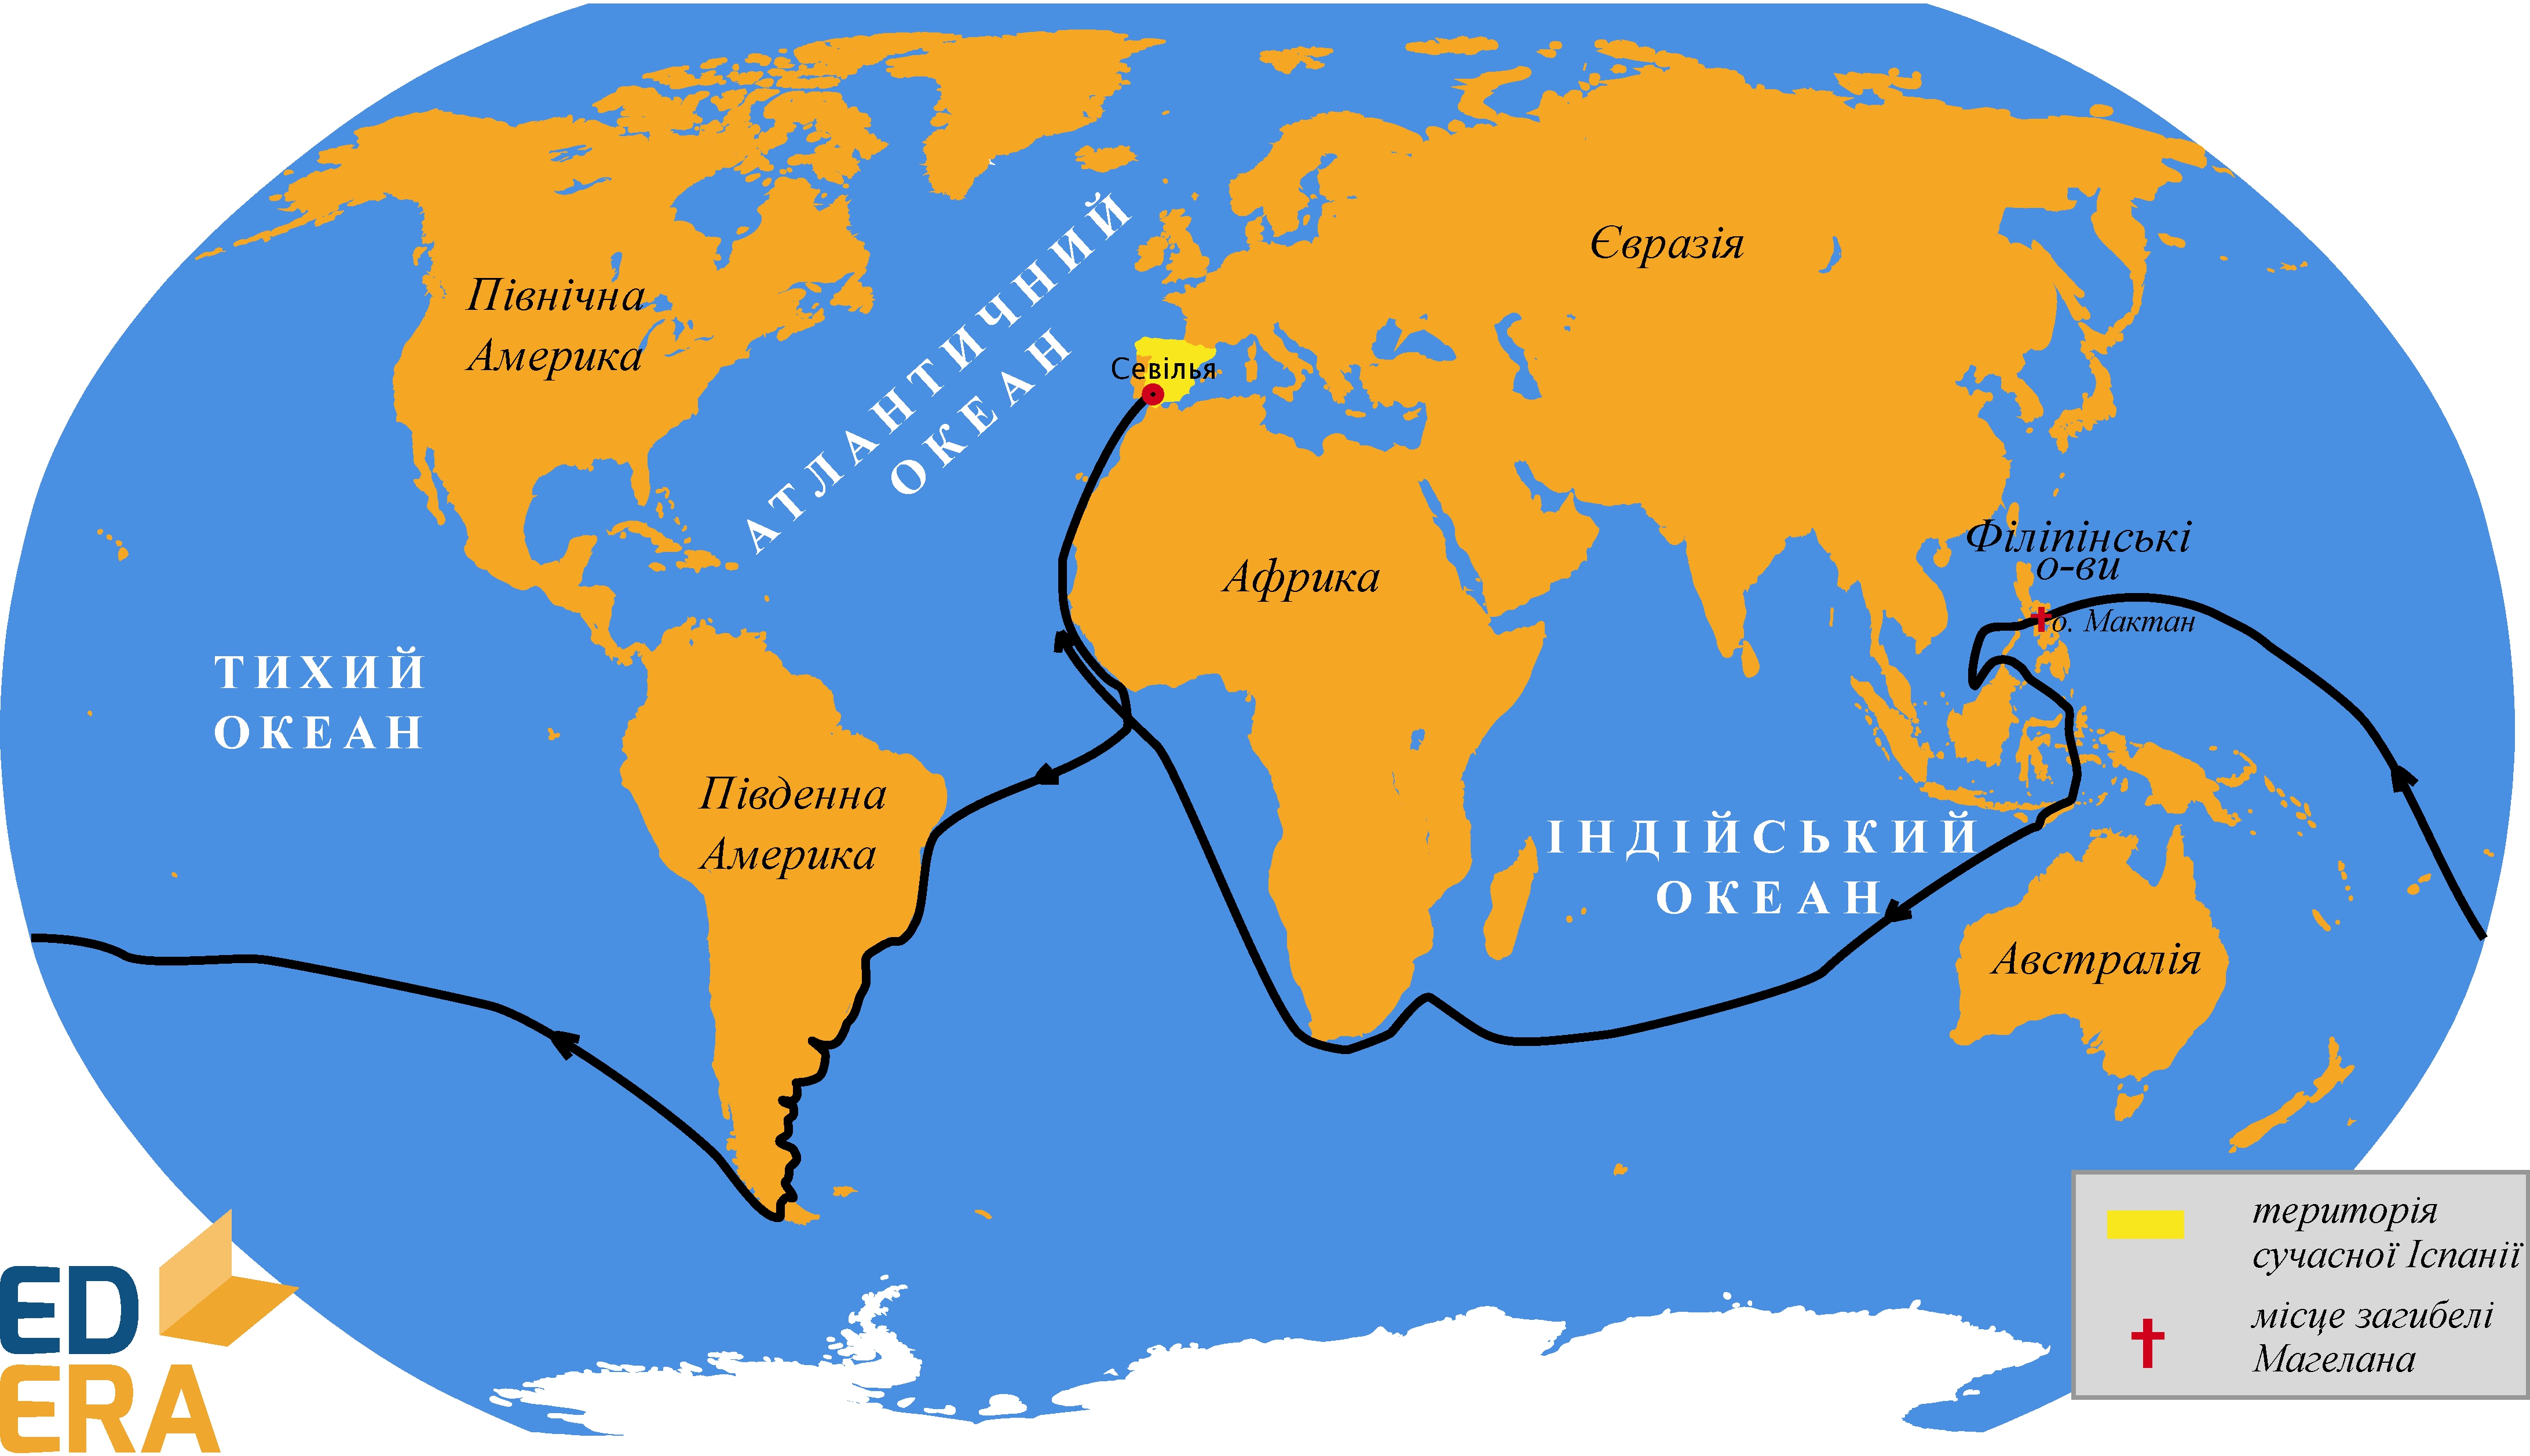 Північна
Америка
АТЛАНТИЧНИЙ
ОКЕАН
Севілья
Євразія
Африка
Філіпінські
о-ви
о. Мактан
ТИХИЙ
ОКЕАН
Південна
Америка
ІНДІЙСЬКИЙ
ОКЕАН
Австралія
територія
сучасної Іспанії
місце загибелі
Магелана
ED
ERA